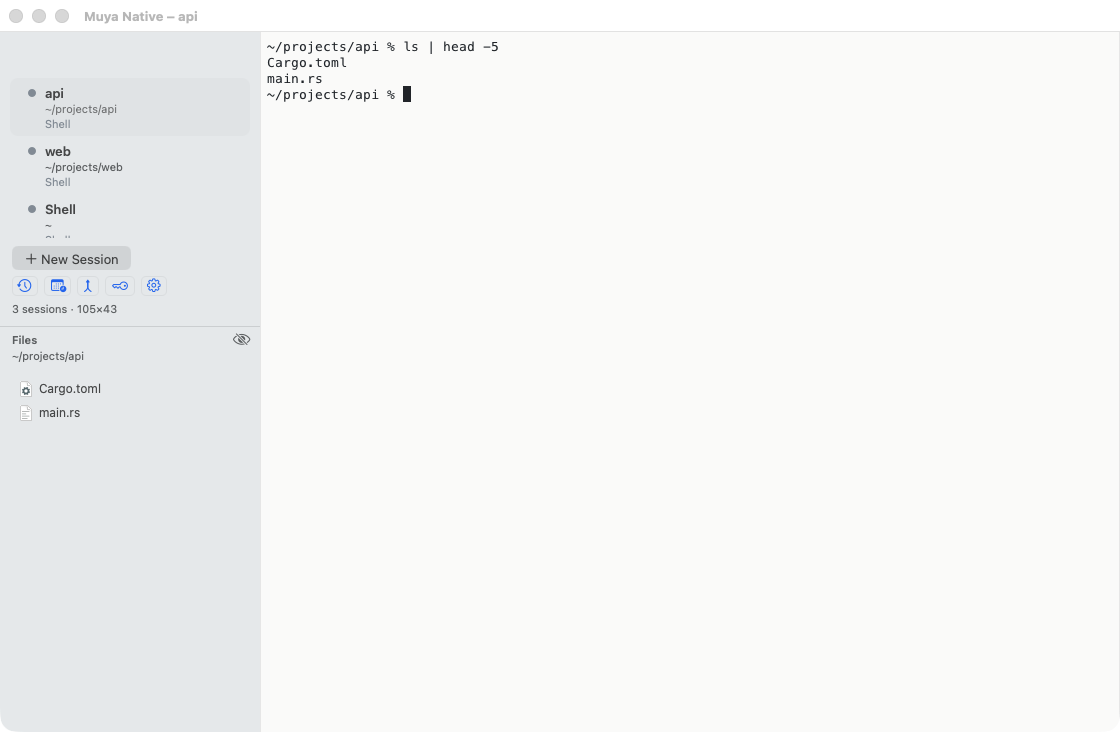 Muya Native – api
api
~/projects/api
Shell
web
~/projects/web
Shell
Shell
~
+ New Session
3 sessions · 105×43
Files
~/projects/api
Cargo.toml
main.rs
~/projects/api % ls | head -5
Cargo.toml
main.rs
~/projects/api %